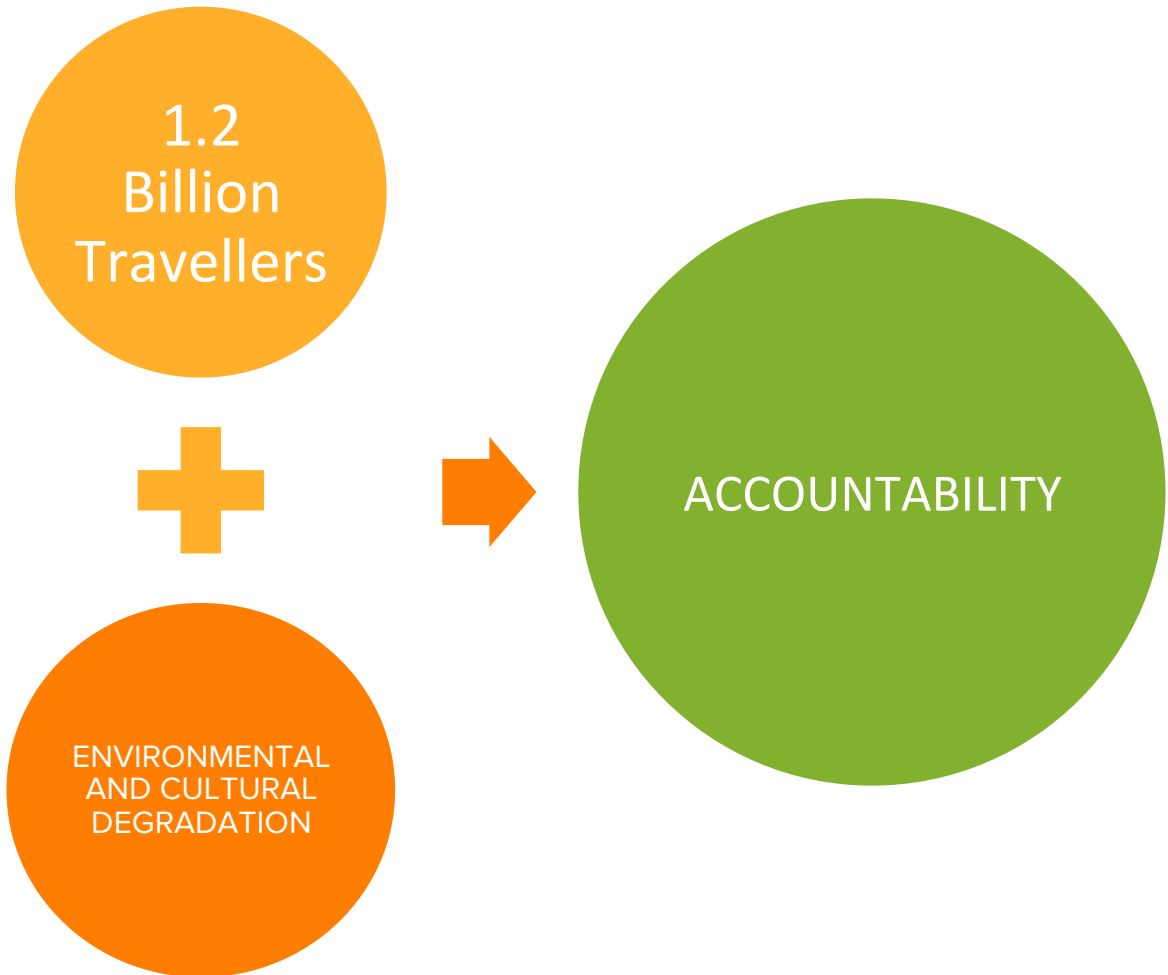 1.2
Billion
Travellers
ENVIRONMENTAL
AND CULTURAL
DEGRADATION
ACCOUNTABILITY